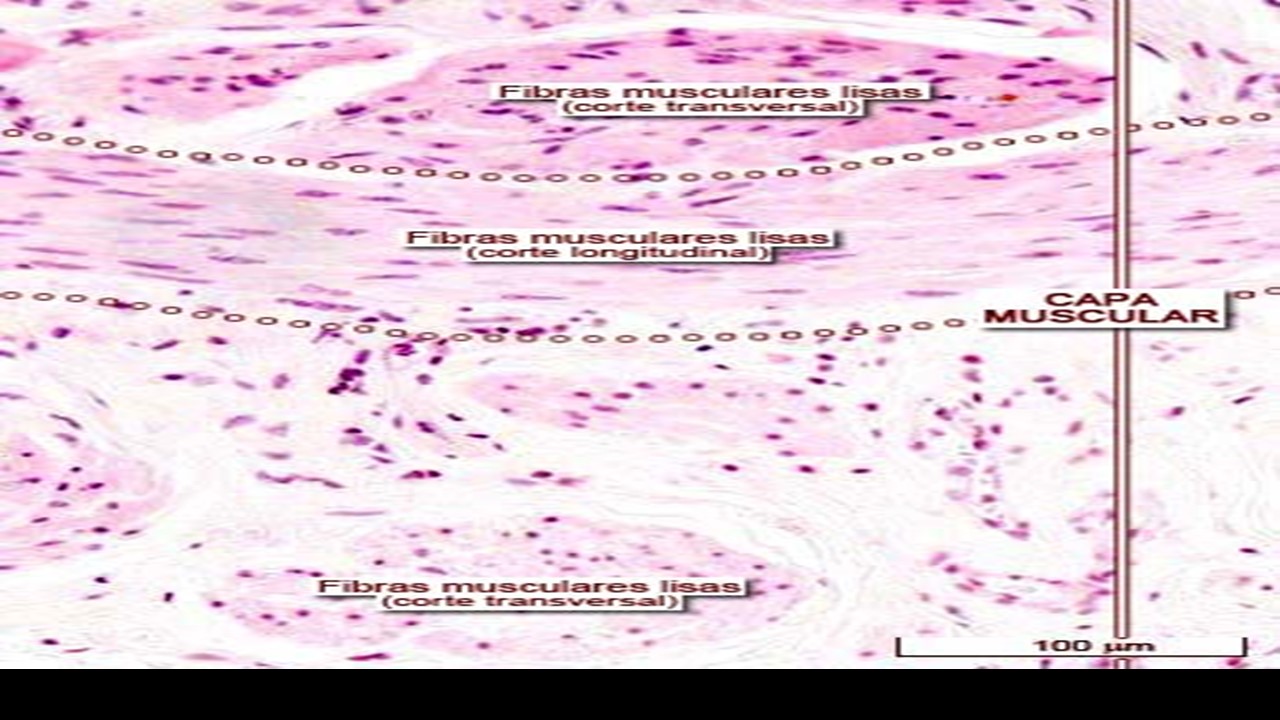 Fibras musculares lisas
(corte transversal)
Fibras musculares lisas
(corte longitudinal)
CAPA
MUSCULAR
Fibras musculares lisas
(corte transversal)
100 µm